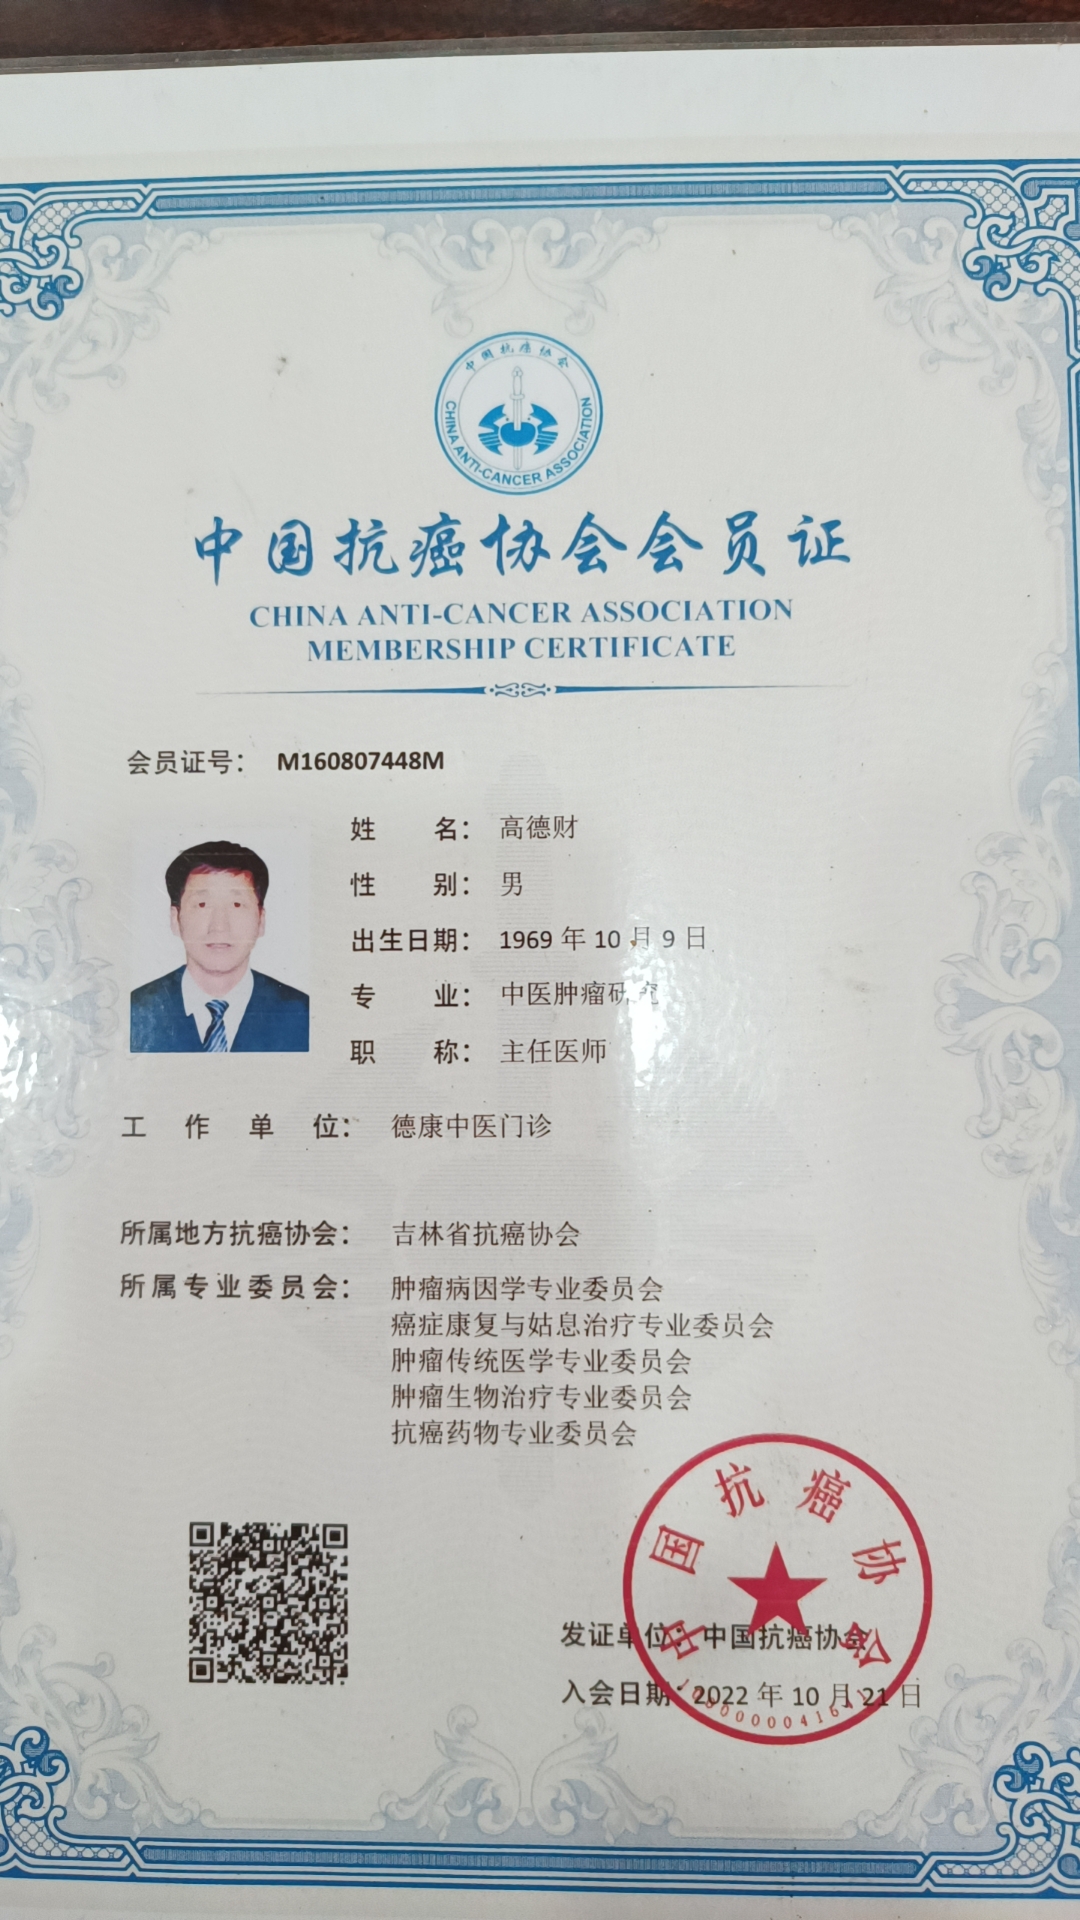 中国抗癌协会
CHINA ANTI-CANCER ASSOCIATION
中国抗癌协会会员证
CHINA ANTI-CANCER ASSOCIATION
MEMBERSHIP CERTIFICATE
会员证号： M160807448M
姓 名： 高德财
性 别： 男
出生日期： 1969 年 10 月 9 日
专 业： 中医肿瘤研究
职 称： 主任医师
工 作 单 位： 德康中医门诊
所属地方抗癌协会： 吉林省抗癌协会
所属专业委员会： 肿瘤病因学专业委员会
癌症康复与姑息治疗专业委员会
肿瘤传统医学专业委员会
肿瘤生物治疗专业委员会
抗癌药物专业委员会
中国抗癌协会
发证单位： 中国抗癌协会
入会日期： 2022 年 10 月 21 日